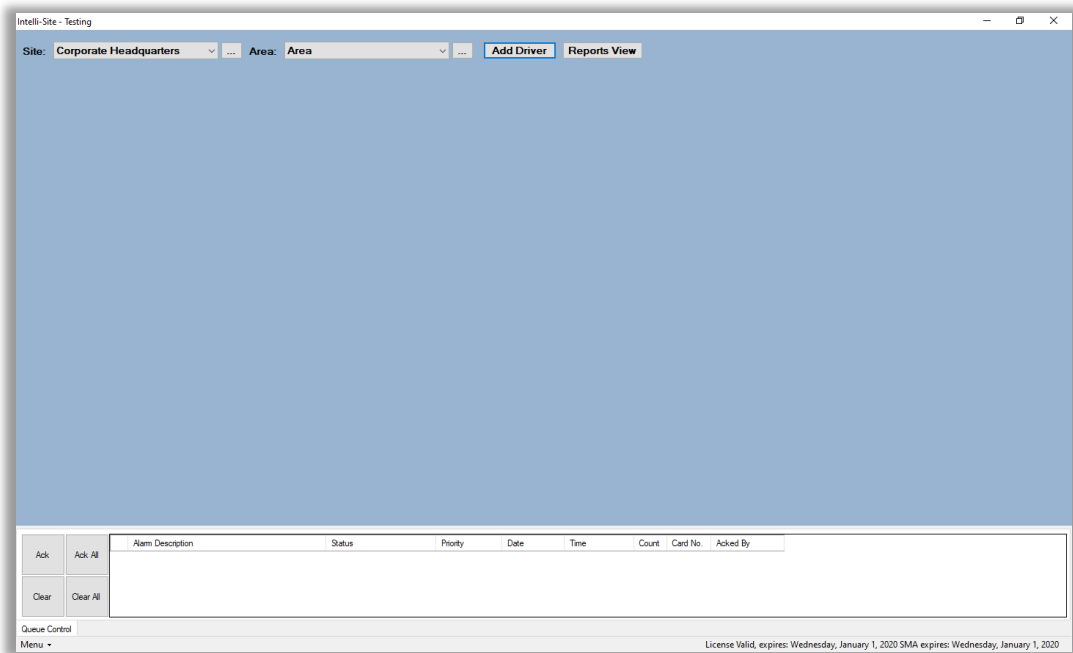 Intelli-Site - Testing
Site: Corporate Headquarters ... Area: Area ... Add Driver Reports View
Alarm Description Status Priority Date Time Count Card No. Acked By
Ack Ack All
Clear Clear All
Queue Control
Menu License Valid, expires: Wednesday, January 1, 2020 SMA expires: Wednesday, January 1, 2020